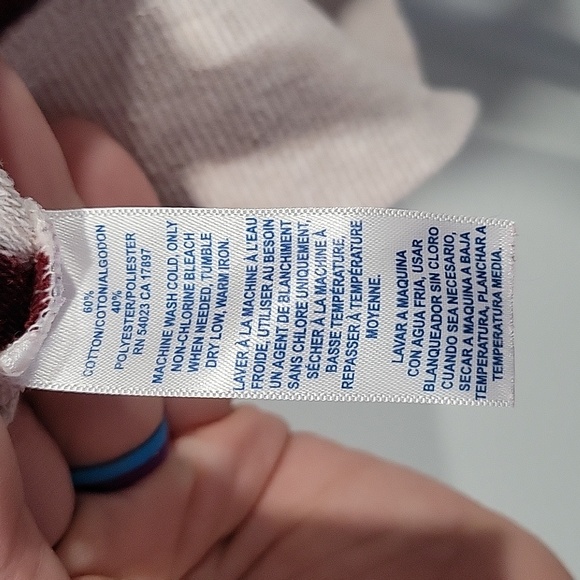 60%
COTTON/COTON/ALGODON
40%
POLYESTER/POLIESTER
RN 54023 CA 17897
MACHINE WASH COLD, ONLY
NON-CHLORINE BLEACH
WHEN NEEDED, TUMBLE
DRY LOW, WARM IRON.
LAVER À LA MACHINE À L'EAU
FROIDE, UTILISER AU BESOIN
UN AGENT DE BLANCHIMENT
SANS CHLORE UNIQUEMENT,
SÉCHER À LA MACHINE À
BASSE TEMPÉRATURE,
REPASSER À TEMPÉRATURE
MOYENNE.
LAVAR A MAQUINA
CON AGUA FRIA, USAR
BLANQUEADOR SIN CLORO
CUANDO SEA NECESARIO,
SECAR A MAQUINA A BAJA
TEMPERATURA, PLANCHAR A
TEMPERATURA MEDIA.